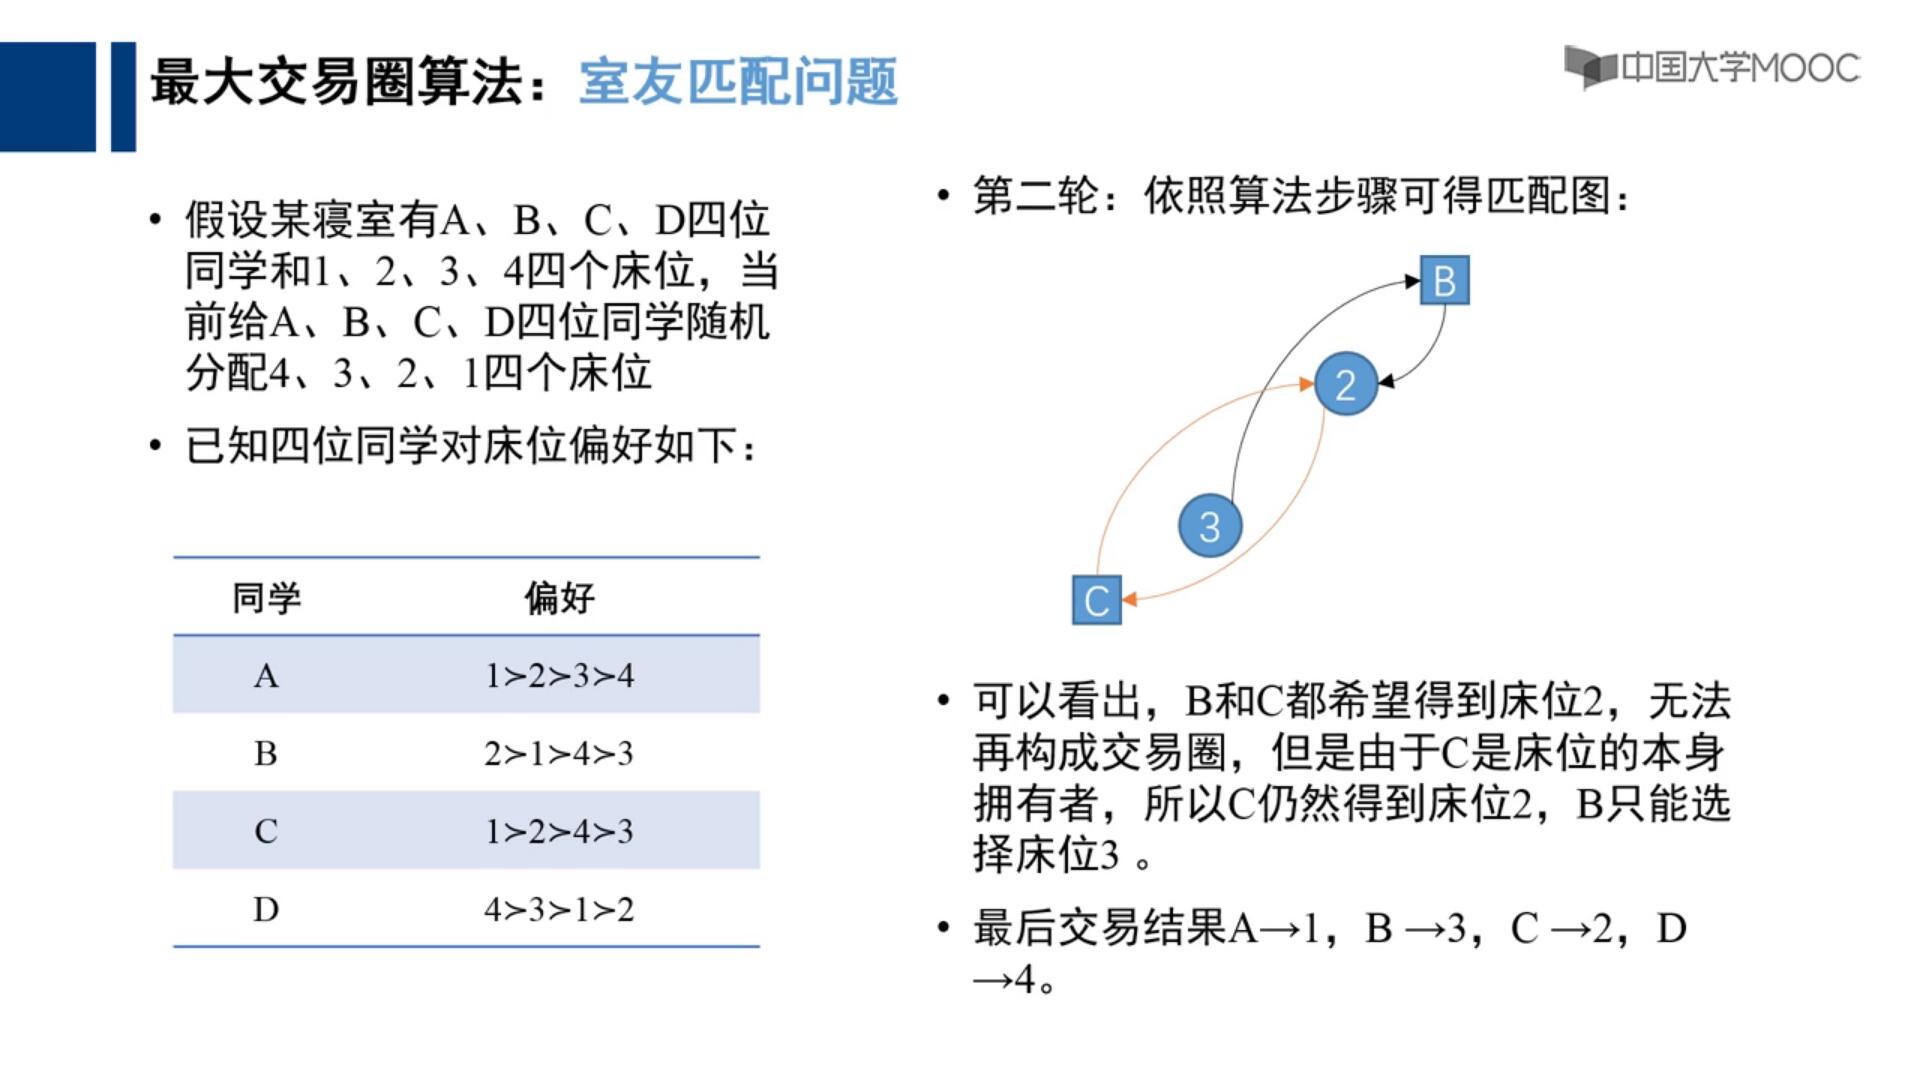 最大交易圈算法：室友匹配问题
中国大学MOOC
• 假设某寝室有A、B、C、D四位
同学和1、2、3、4四个床位，当
前给A、B、C、D四位同学随机
分配4、3、2、1四个床位
• 已知四位同学对床位偏好如下：
同学 偏好
A 1≻2≻3≻4
B 2≻1≻4≻3
C 1≻2≻4≻3
D 4≻3≻1≻2
• 第二轮：依照算法步骤可得匹配图：
B
2
3
C
• 可以看出，B和C都希望得到床位2，无法
再构成交易圈，但是由于C是床位的本身
拥有者，所以C仍然得到床位2，B只能选
择床位3 。
• 最后交易结果A→1，B →3，C →2，D
→4。